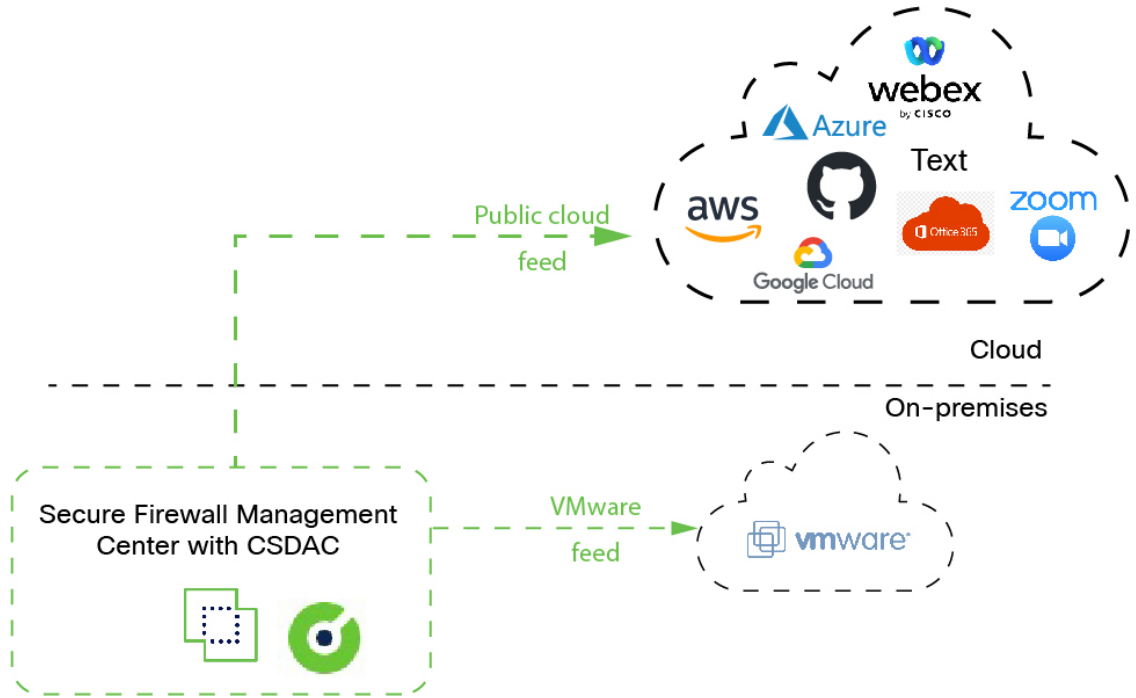 webex
by CISCO
Azure
Text
aws
Office 365
zoom
Google Cloud
Public cloud
feed
Cloud
On-premises
Secure Firewall Management
Center with CSDAC
VMware
feed
vmware®